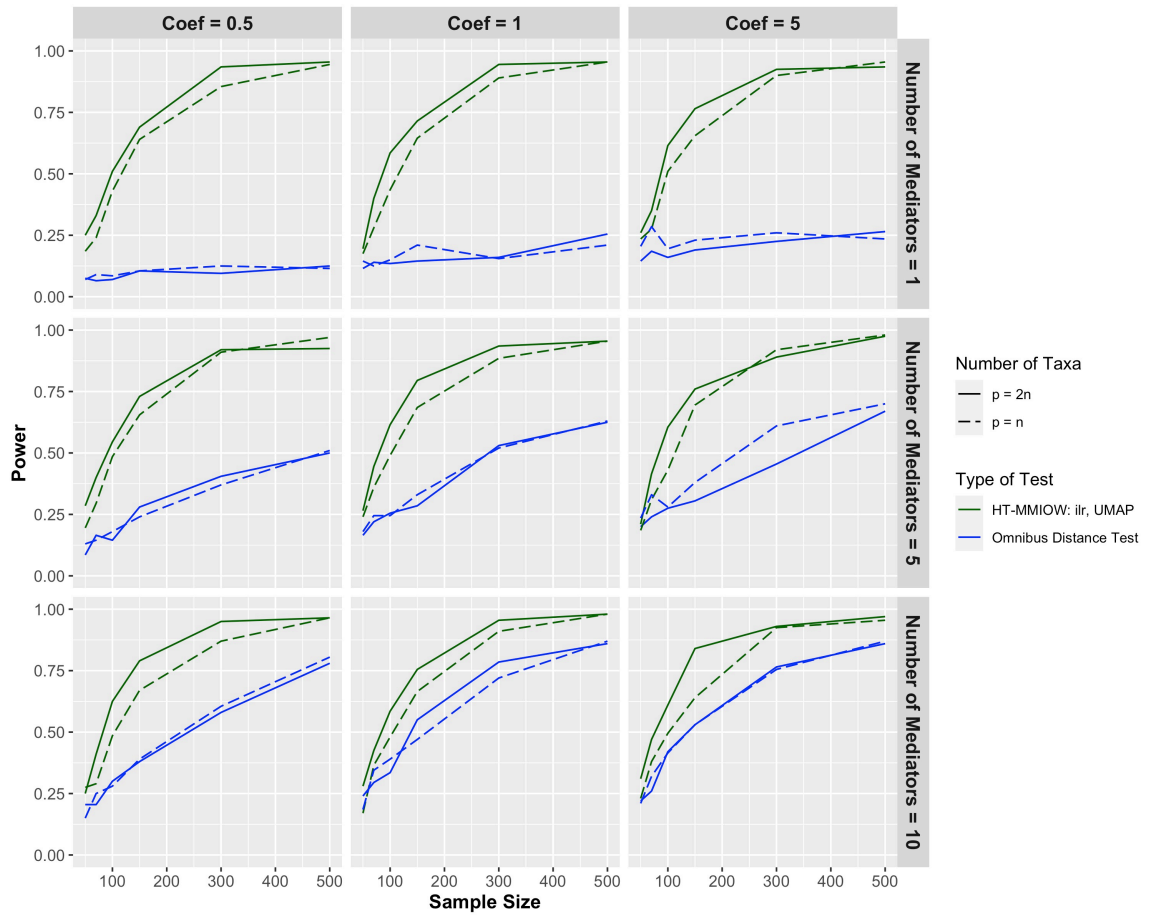 Coef = 0.5
Coef = 1
Coef = 5
1.00
0.75
0.50
0.25
0.00
Number of Mediators = 1
1.00
0.75
0.50
0.25
0.00
Number of Mediators = 5
1.00
0.75
0.50
0.25
0.00
Number of Mediators = 10
Power
100 200 300 400 500
100 200 300 400 500
100 200 300 400 500
Sample Size
Number of Taxa
p = 2n
p = n
Type of Test
HT-MMIOW: ilr, UMAP
Omnibus Distance Test